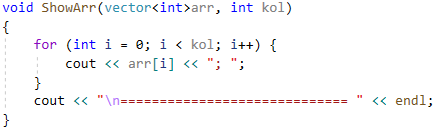 void ShowArr(vector<int>arr, int kol)
{
    for (int i = 0; i < kol; i++) {
        cout << arr[i] << "; ";
    }
    cout << "\n============================= " << endl;
}